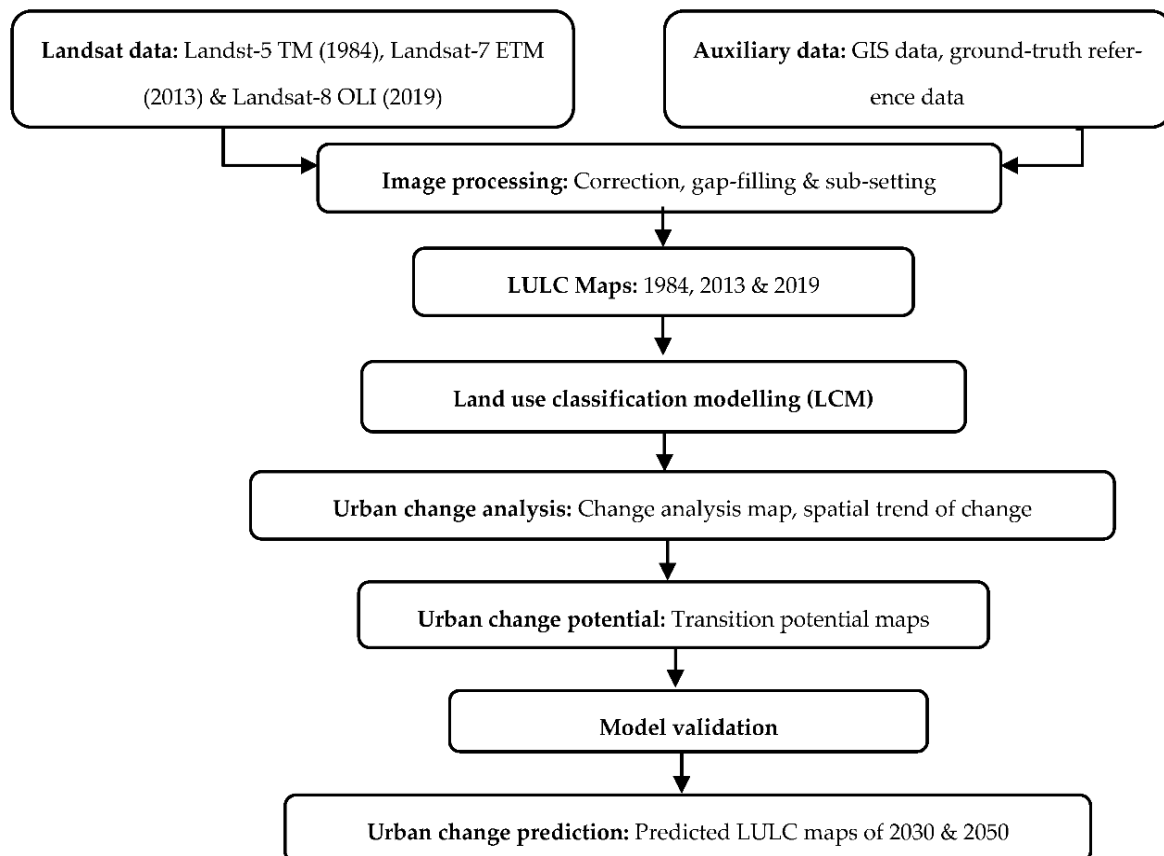 Landsat data: Landst-5 TM (1984), Landsat-7 ETM
(2013) & Landsat-8 OLI (2019)
Auxiliary data: GIS data, ground-truth refer-
ence data
Image processing: Correction, gap-filling & sub-setting
LULC Maps: 1984, 2013 & 2019
Land use classification modelling (LCM)
Urban change analysis: Change analysis map, spatial trend of change
Urban change potential: Transition potential maps
Model validation
Urban change prediction: Predicted LULC maps of 2030 & 2050